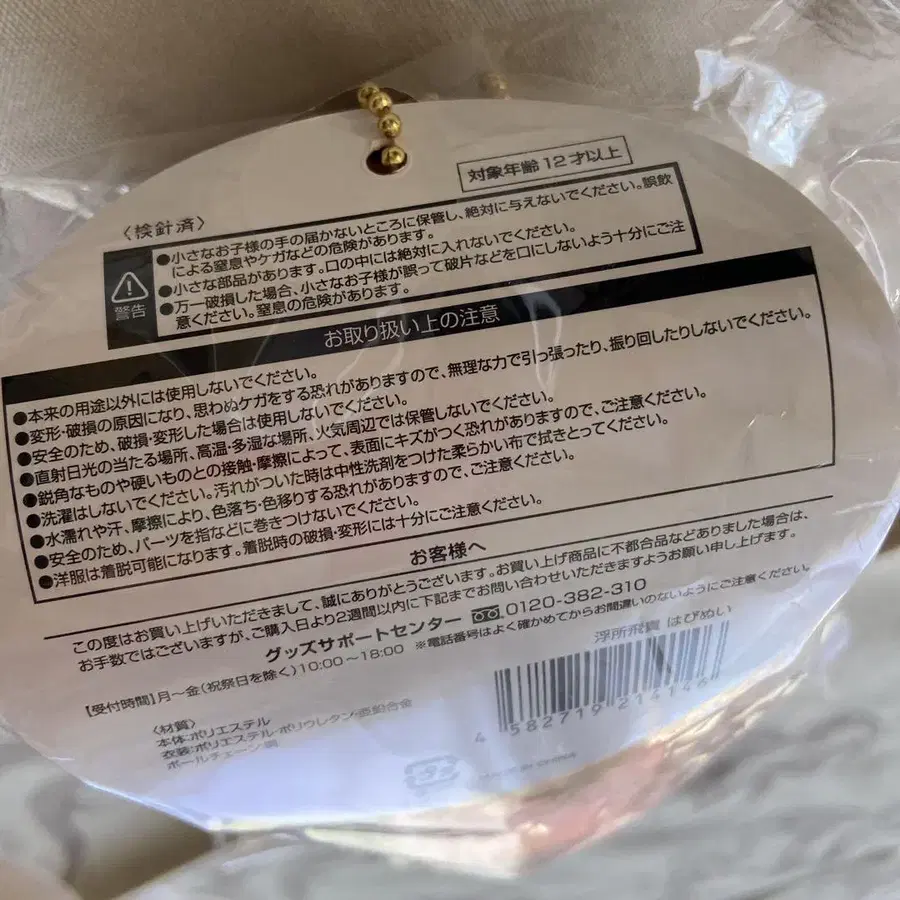 対象年齢12才以上
〈検針済〉
警告
●小さなお子様の手の届かないところに保管し、絶対に与えないでください。誤飲
による窒息やケガなどの危険があります。
●小さな部品があります。口の中には絶対に入れないでください。
●万一破損した場合、小さなお子様が誤って破片などを口にしないよう十分にご注
意ください。窒息の危険があります。
お取り扱い上の注意
●本来の用途以外には使用しないでください。
●変形・破損の原因になり、思わぬケガをする恐れがありますので、無理な力で引っ張ったり、振り回したりしないでください。
●安全のため、破損・変形した場合は使用しないでください。
●直射日光の当たる場所、高温・多湿な場所、火気周辺では保管しないでください。
●鋭角なものや硬いものとの接触・摩擦によって、表面にキズがつく恐れがありますので、ご注意ください。
●洗濯はしないでください。汚れがついた時は中性洗剤をつけた柔らかい布で拭きとってください。
●水濡れや汗、摩擦により、色落ち・色移りする恐れがありますので、ご注意ください。
●安全のため、パーツを指などに巻きつけないでください。
●洋服は着脱可能になります。着脱時の破損・変形には十分にご注意ください。
お客様へ
この度はお買い上げいただきまして、誠にありがとうございます。お買い上げ商品に不都合品などありました場合は、
お手数ではございますが、ご購入日より2週間以内に下記までお問い合わせいただきますようお願い申し上げます。
グッズサポートセンター 0120-382-310
【受付時間】月〜金(祝祭日を除く)10:00〜18:00 ※電話番号はよく確かめてからお間違いのないようにご注意ください。
浮所飛貴 はぴぬい
〈材質〉
本体:ポリエステル
衣装:ポリエステル・ポリウレタン・亜鉛合金
ボールチェーン:鉄
4 582719 214146
MADE IN CHINA